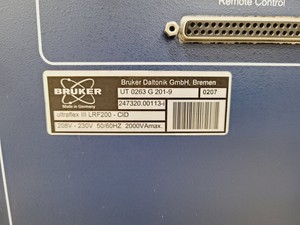 Remote Control
BRUKER
Made in Germany
Bruker Daltonik GmbH, Bremen
UT 0263 G 201-9 0207
247320.00113-I
ultraflex III LRF200 - CID
208V - 230V 50/60HZ 2000VAmax.